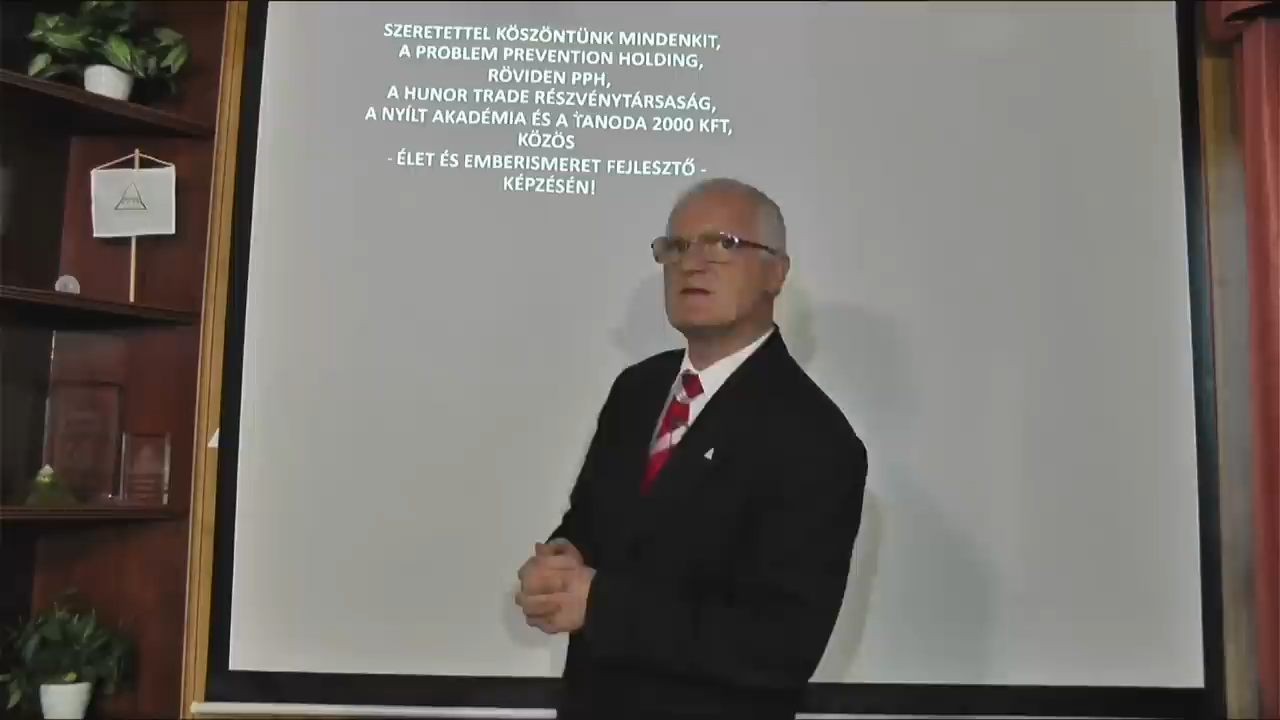 SZERETETTEL KÖSZÖNTÜNK MINDENKIT,
A PROBLEM PREVENTION HOLDING,
RÖVIDEN PPH,
A HUNOR TRADE RÉSZVÉNYTÁRSASÁG,
A NYÍLT AKADÉMIA ÉS A TANODA 2000 KFT,
KÖZÖS
- ÉLET ÉS EMBERISMERET FEJLESZTŐ -
KÉPZÉSÉN!